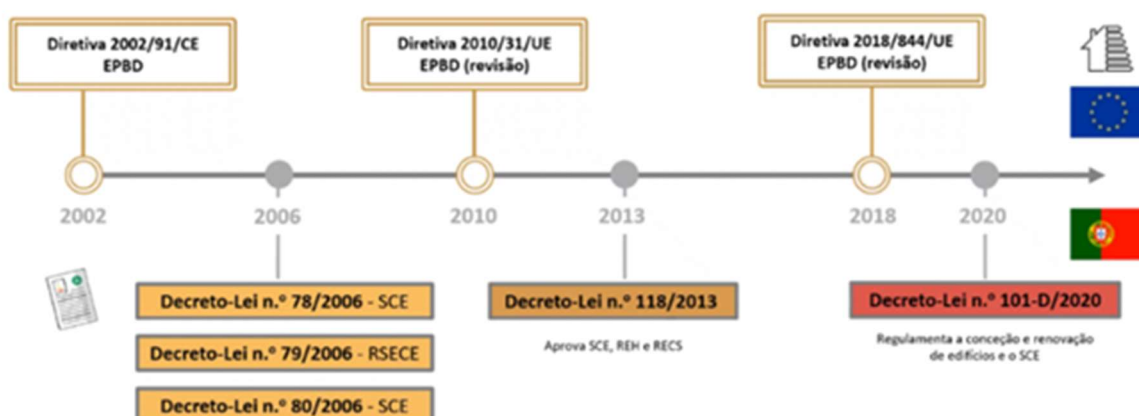 Diretiva 2002/91/CE
EPBD
Diretiva 2010/31/UE
EPBD (revisão)
Diretiva 2018/844/UE
EPBD (revisão)
2002
2006
2010
2013
2018
2020
Decreto-Lei n.º 78/2006 - SCE
Decreto-Lei n.º 118/2013
Decreto-Lei n.º 101-D/2020
Aprova SCE, REH e RECS
Regulamenta a conceção e renovação
de edifícios e o SCE
Decreto-Lei n.º 79/2006 - RSECE
Decreto-Lei n.º 80/2006 - SCE